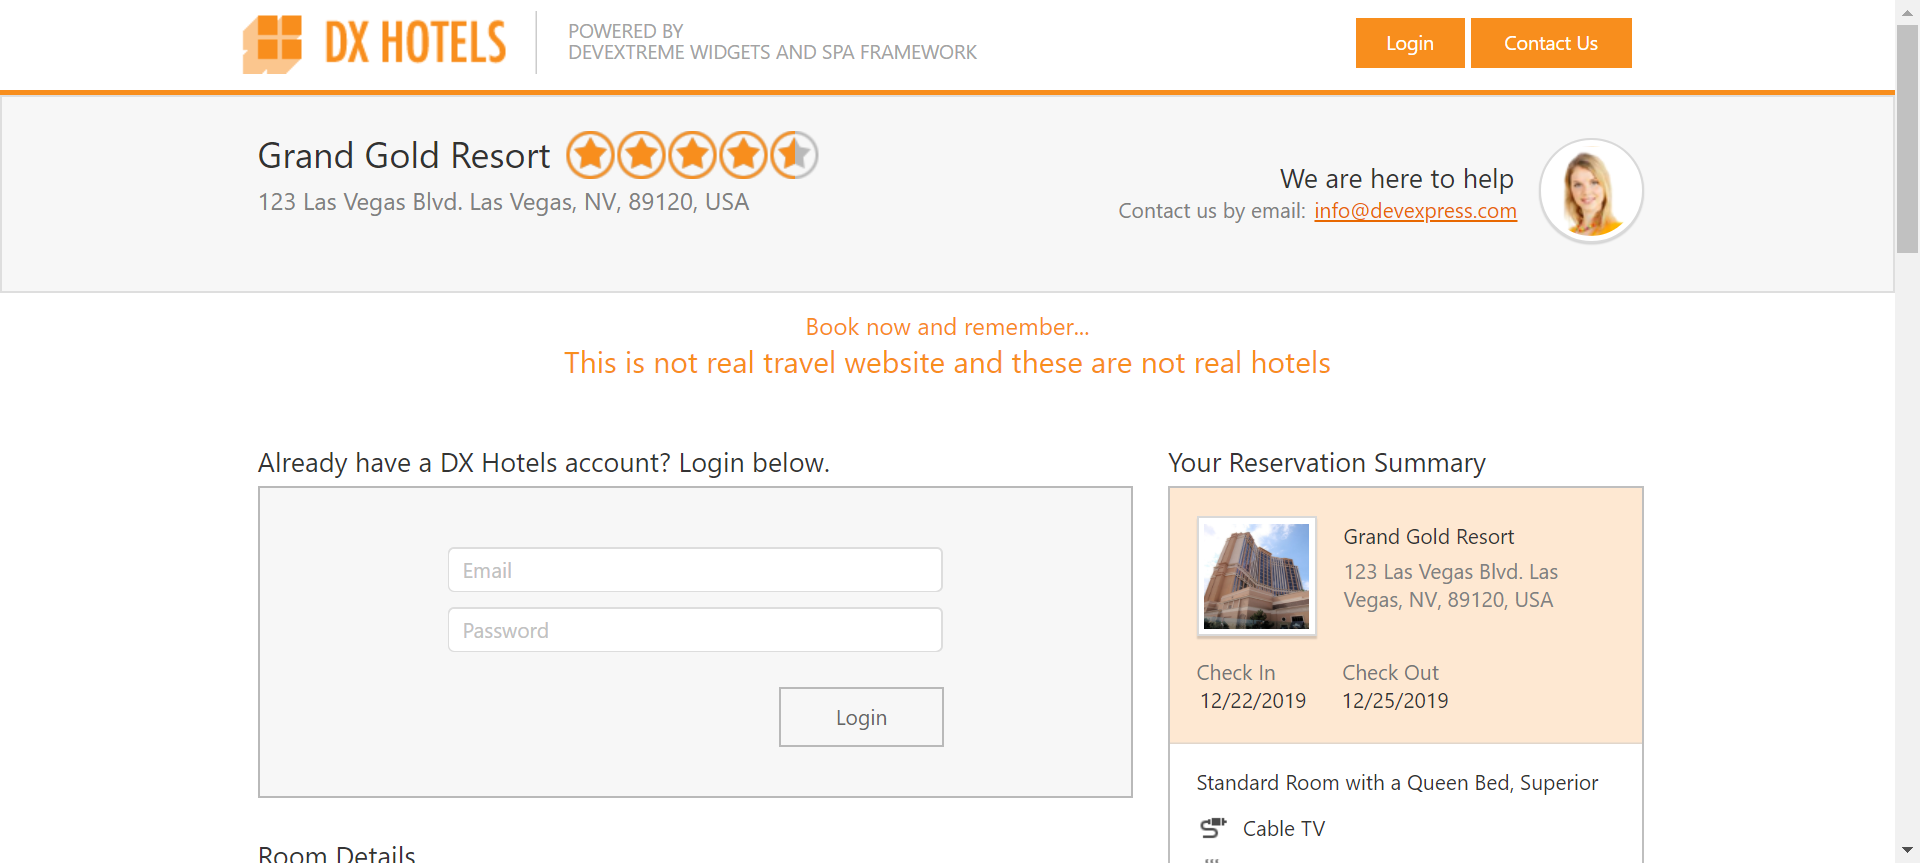 DX HOTELS
POWERED BY
DEVEXTREME WIDGETS AND SPA FRAMEWORK
Login
Contact Us
Grand Gold Resort
123 Las Vegas Blvd. Las Vegas, NV, 89120, USA
We are here to help
Contact us by email: info@devexpress.com
Book now and remember...
This is not real travel website and these are not real hotels
Already have a DX Hotels account? Login below.
Email
Password
Login
Room Details
Your Reservation Summary
Grand Gold Resort
123 Las Vegas Blvd. Las
Vegas, NV, 89120, USA
Check In
12/22/2019
Check Out
12/25/2019
Standard Room with a Queen Bed, Superior
Cable TV